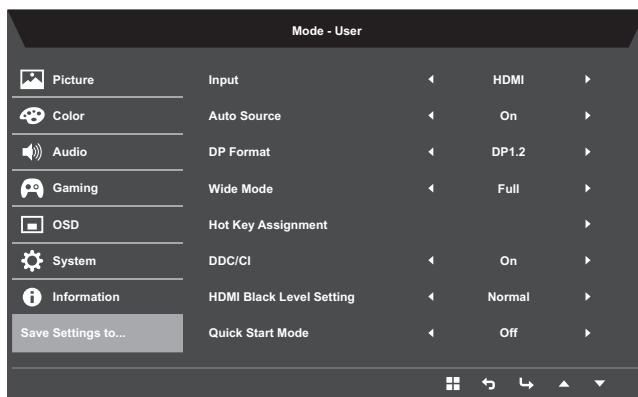 Mode - User
Picture
Input
HDMI
Color
Auto Source
On
Audio
DP Format
DP1.2
Gaming
Wide Mode
Full
OSD
Hot Key Assignment
System
DDC/CI
On
Information
HDMI Black Level Setting
Normal
Save Settings to...
Quick Start Mode
Off